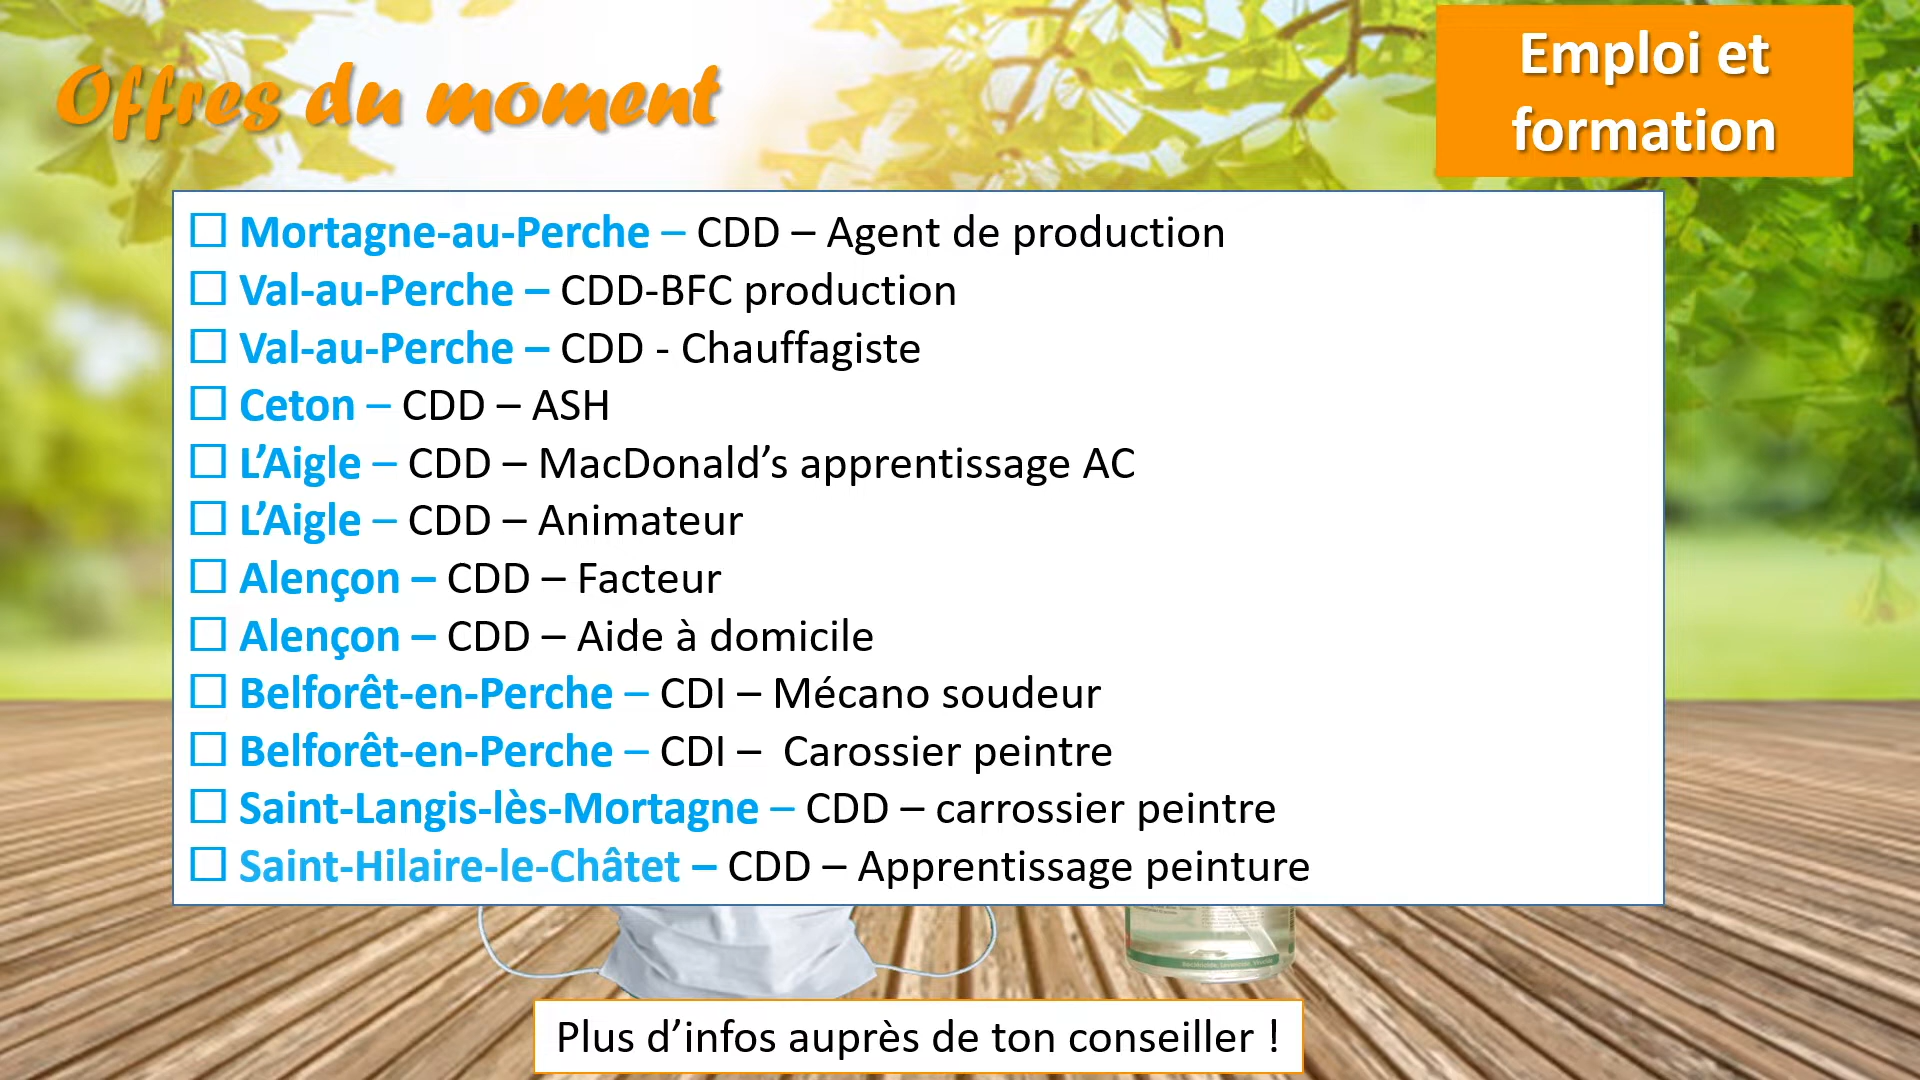 Offres du moment
Emploi et
formation
☐ Mortagne-au-Perche – CDD – Agent de production
☐ Val-au-Perche – CDD-BFC production
☐ Val-au-Perche – CDD - Chauffagiste
☐ Ceton – CDD – ASH
☐ L’Aigle – CDD – MacDonald’s apprentissage AC
☐ L’Aigle – CDD – Animateur
☐ Alençon – CDD – Facteur
☐ Alençon – CDD – Aide à domicile
☐ Belforêt-en-Perche – CDI – Mécano soudeur
☐ Belforêt-en-Perche – CDI –  Carossier peintre
☐ Saint-Langis-lès-Mortagne – CDD – carrossier peintre
☐ Saint-Hilaire-le-Châtet – CDD – Apprentissage peinture
Plus d’infos auprès de ton conseiller !